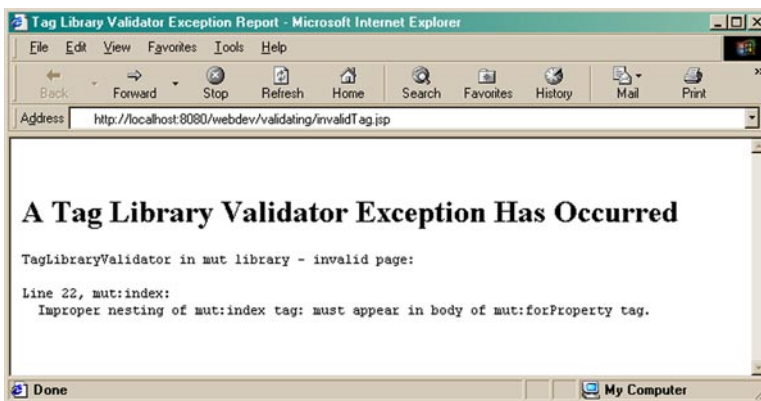 Tag Library Validator Exception Report - Microsoft Internet Explorer
File Edit View Favorites Tools Help
Back Forward Stop Refresh Home Search Favorites History Mail Print »
Address http://localhost:8080/webdev/validating/invalidTag.jsp
A Tag Library Validator Exception Has Occurred
TagLibraryValidator in mut library - invalid page:
Line 22, mut:index:
Improper nesting of mut:index tag: must appear in body of mut:forProperty tag.
Done My Computer